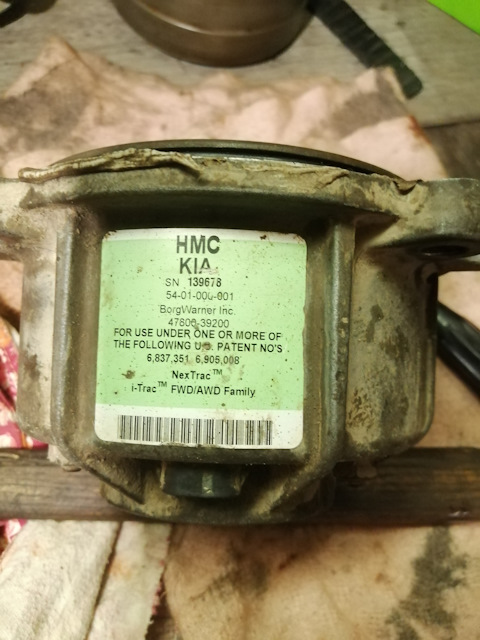 HMC
KIA
SN 139678
54-01-000-001
BorgWarner Inc.
47800-39200
FOR USE UNDER ONE OR MORE OF
THE FOLLOWING U.S. PATENT NO'S
6,837,351 6,905,008
NexTrac™
i-Trac™ FWD/AWD Family